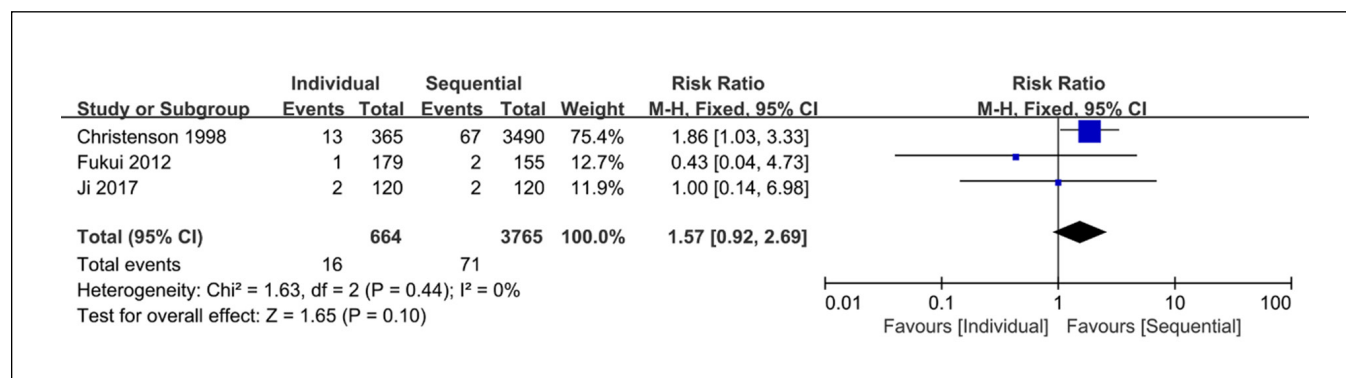 Individual Sequential Risk Ratio Risk Ratio
Study or Subgroup Events Total Events Total Weight M-H, Fixed, 95% CI M-H, Fixed, 95% CI
Christenson 1998 13 365 67 3490 75.4% 1.86 [1.03, 3.33]
Fukui 2012 1 179 2 155 12.7% 0.43 [0.04, 4.73]
Ji 2017 2 120 2 120 11.9% 1.00 [0.14, 6.98]
Total (95% CI) 664 3765 100.0% 1.57 [0.92, 2.69]
Total events 16 71
Heterogeneity: Chi² = 1.63, df = 2 (P = 0.44); I² = 0%
Test for overall effect: Z = 1.65 (P = 0.10)
0.01 0.1 1 10 100
Favours [Individual] Favours [Sequential]